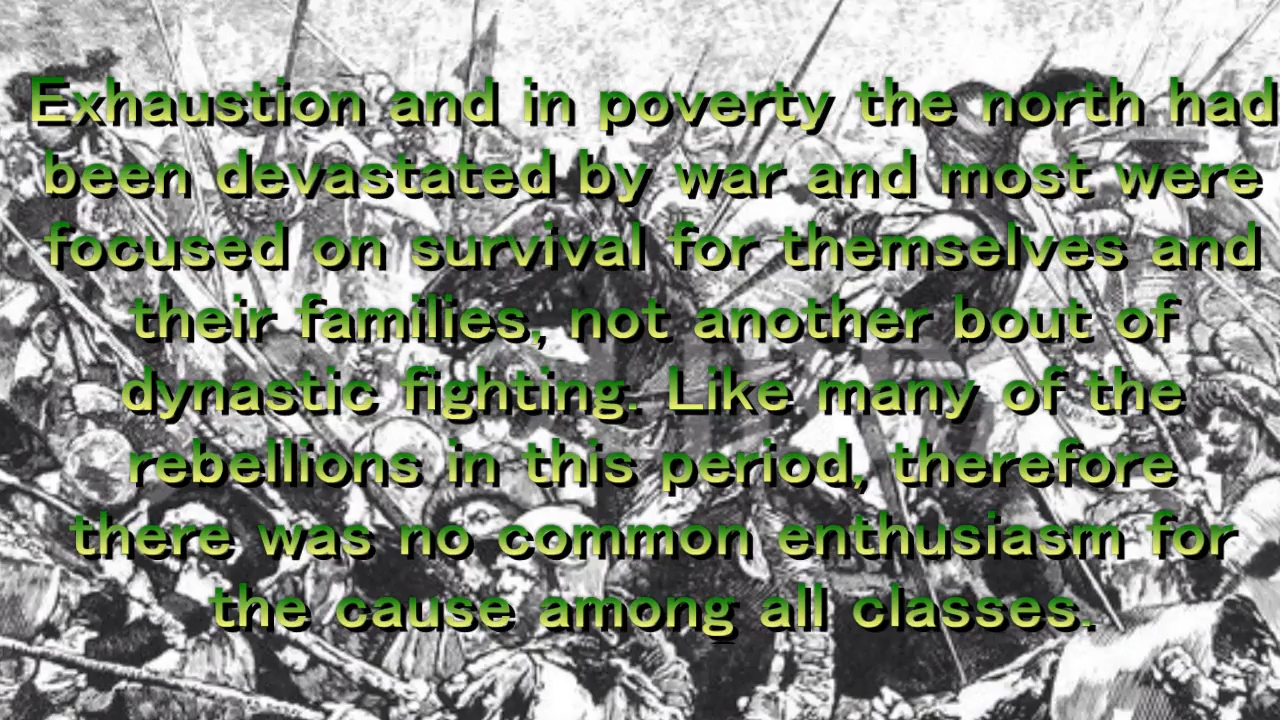 Exhaustion and in poverty the north had
been devastated by war and most were
focused on survival for themselves and
their families, not another bout of
dynastic fighting. Like many of the
rebellions in this period, therefore
there was no common enthusiasm for
the cause among all classes.